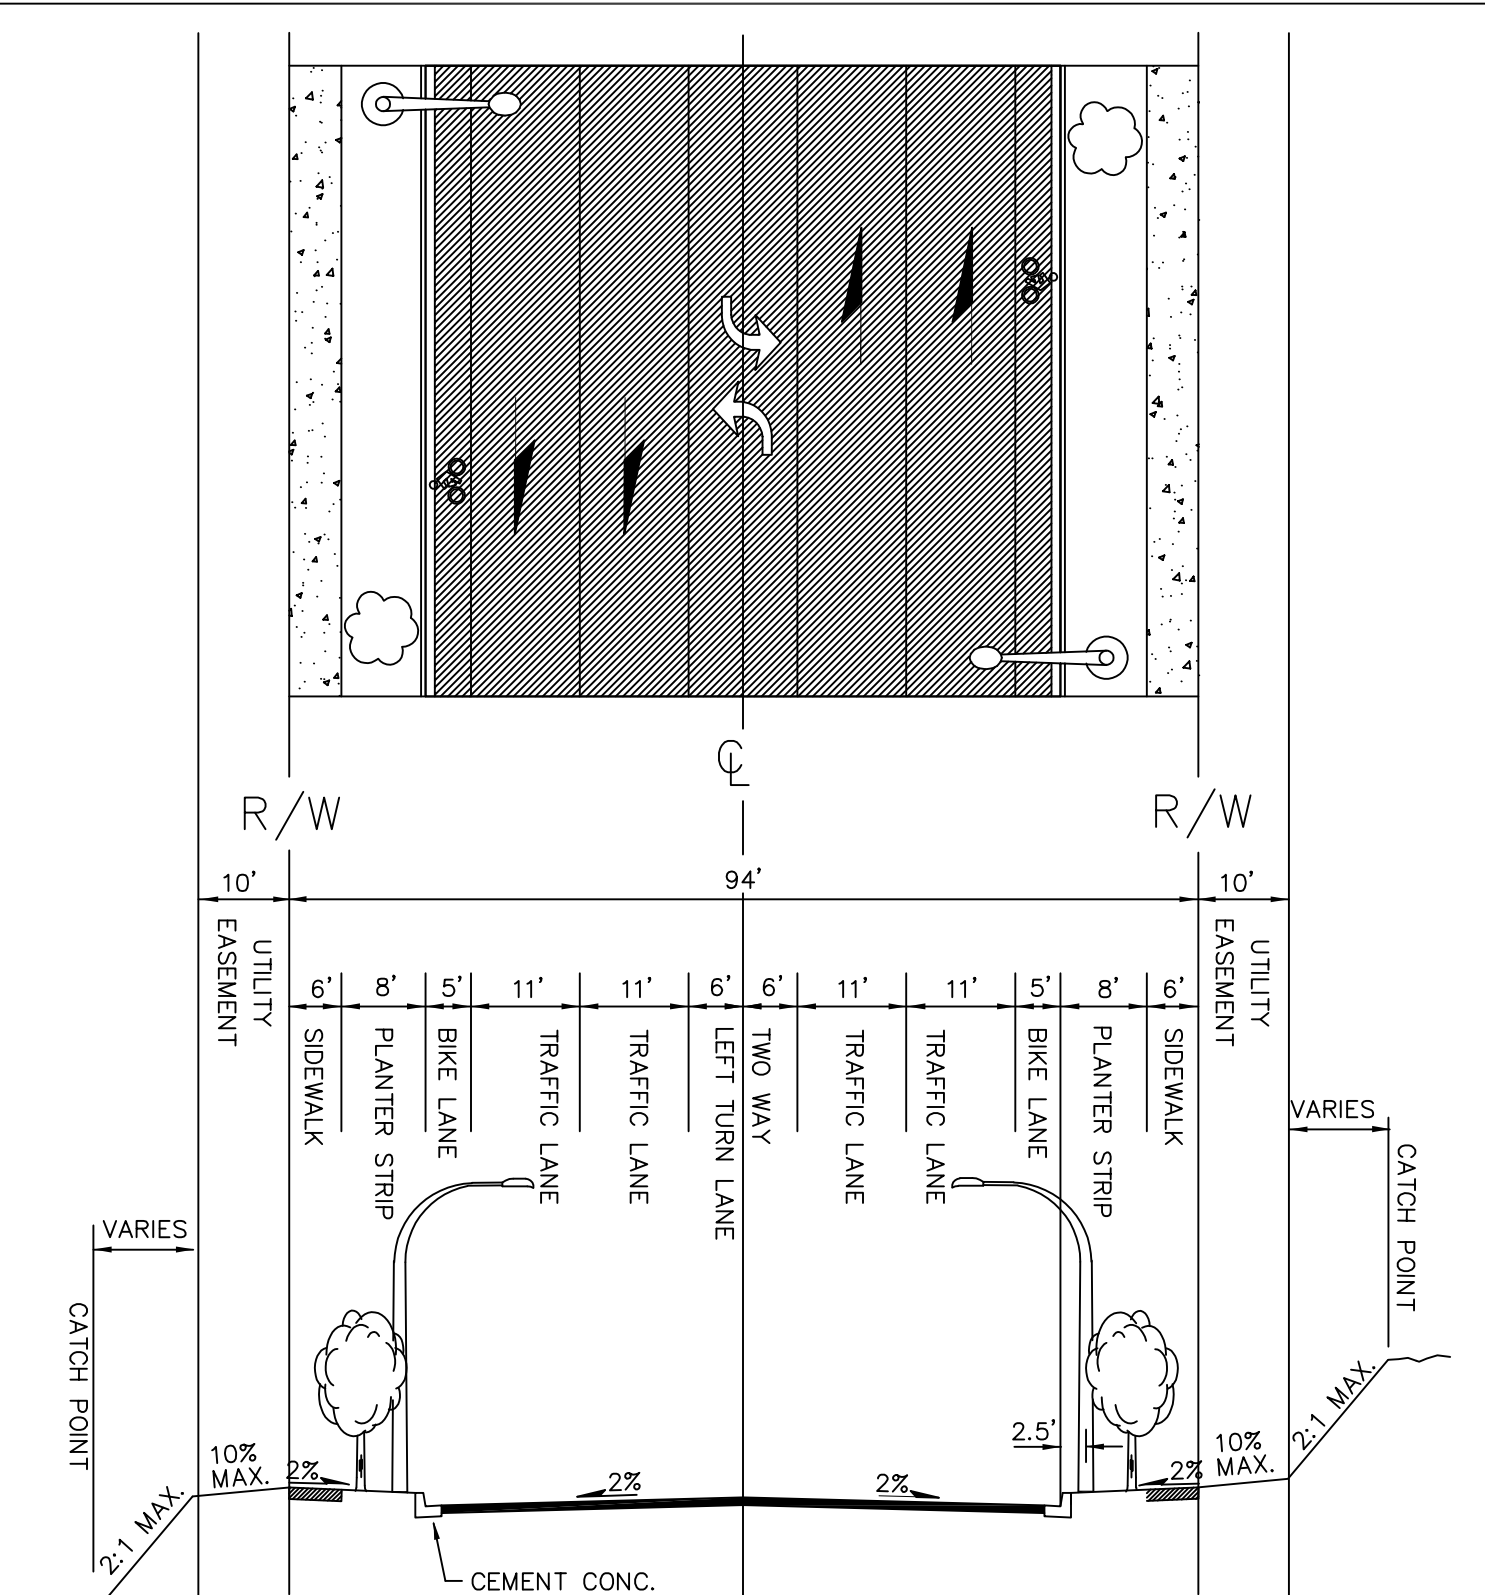 ℄
R/W
R/W
10'
94'
10'
UTILITY
EASEMENT
UTILITY
EASEMENT
6'
8'
5'
11'
11'
6'
6'
11'
11'
5'
8'
6'
SIDEWALK
PLANTER STRIP
BIKE LANE
TRAFFIC LANE
TRAFFIC LANE
TWO WAY
LEFT TURN LANE
TRAFFIC LANE
TRAFFIC LANE
BIKE LANE
PLANTER STRIP
SIDEWALK
VARIES
CATCH POINT
VARIES
CATCH POINT
2:1 MAX.
10%
MAX.
2%
2%
2%
2.5'
2%
10%
MAX.
2:1 MAX.
CEMENT CONC.